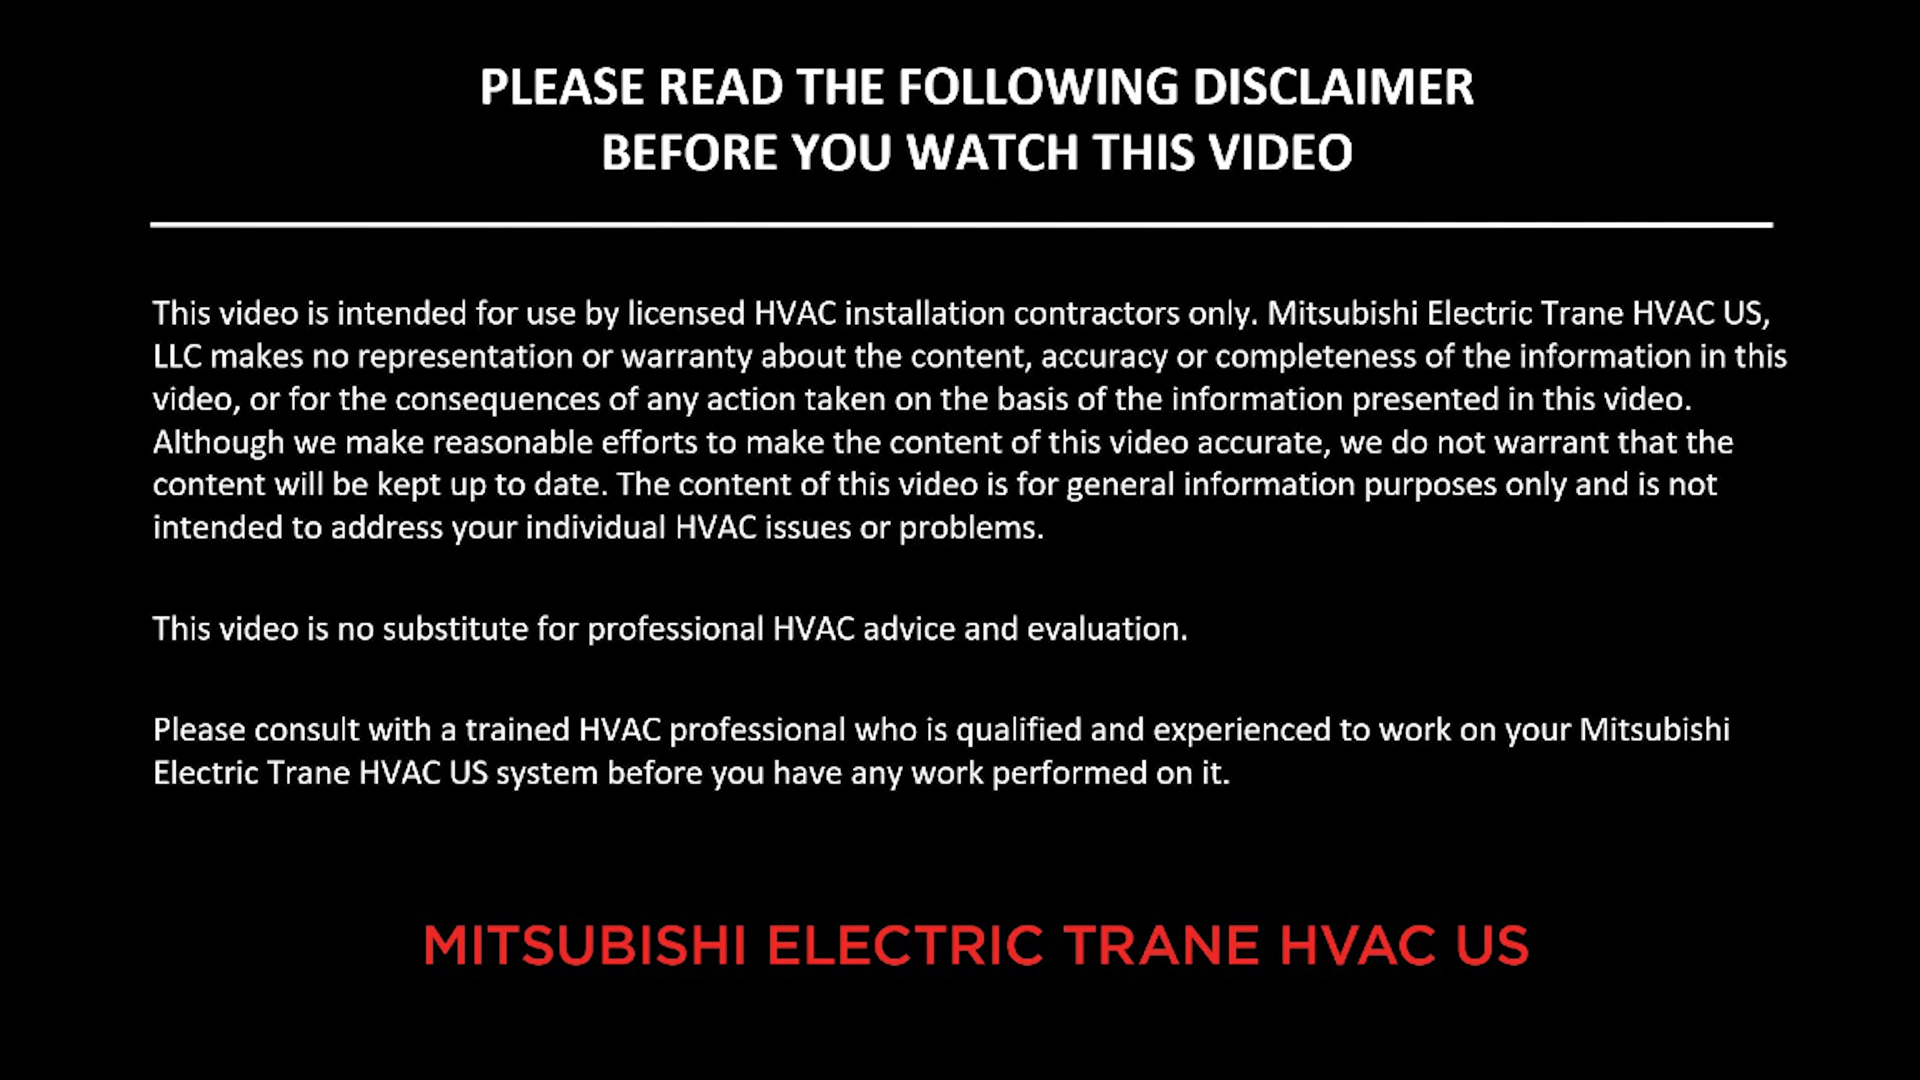 PLEASE READ THE FOLLOWING DISCLAIMER
BEFORE YOU WATCH THIS VIDEO
This video is intended for use by licensed HVAC installation contractors only. Mitsubishi Electric Trane HVAC US,
LLC makes no representation or warranty about the content, accuracy or completeness of the information in this
video, or for the consequences of any action taken on the basis of the information presented in this video.
Although we make reasonable efforts to make the content of this video accurate, we do not warrant that the
content will be kept up to date. The content of this video is for general information purposes only and is not
intended to address your individual HVAC issues or problems.
This video is no substitute for professional HVAC advice and evaluation.
Please consult with a trained HVAC professional who is qualified and experienced to work on your Mitsubishi
Electric Trane HVAC US system before you have any work performed on it.
MITSUBISHI ELECTRIC TRANE HVAC US